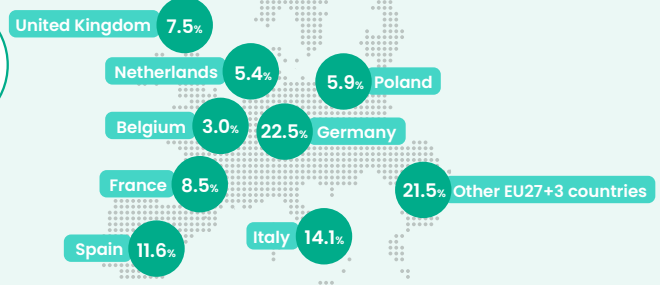 United Kingdom 7.5%
Netherlands 5.4%
5.9% Poland
Belgium 3.0%
22.5% Germany
France 8.5%
21.5% Other EU27+3 countries
Italy 14.1%
Spain 11.6%